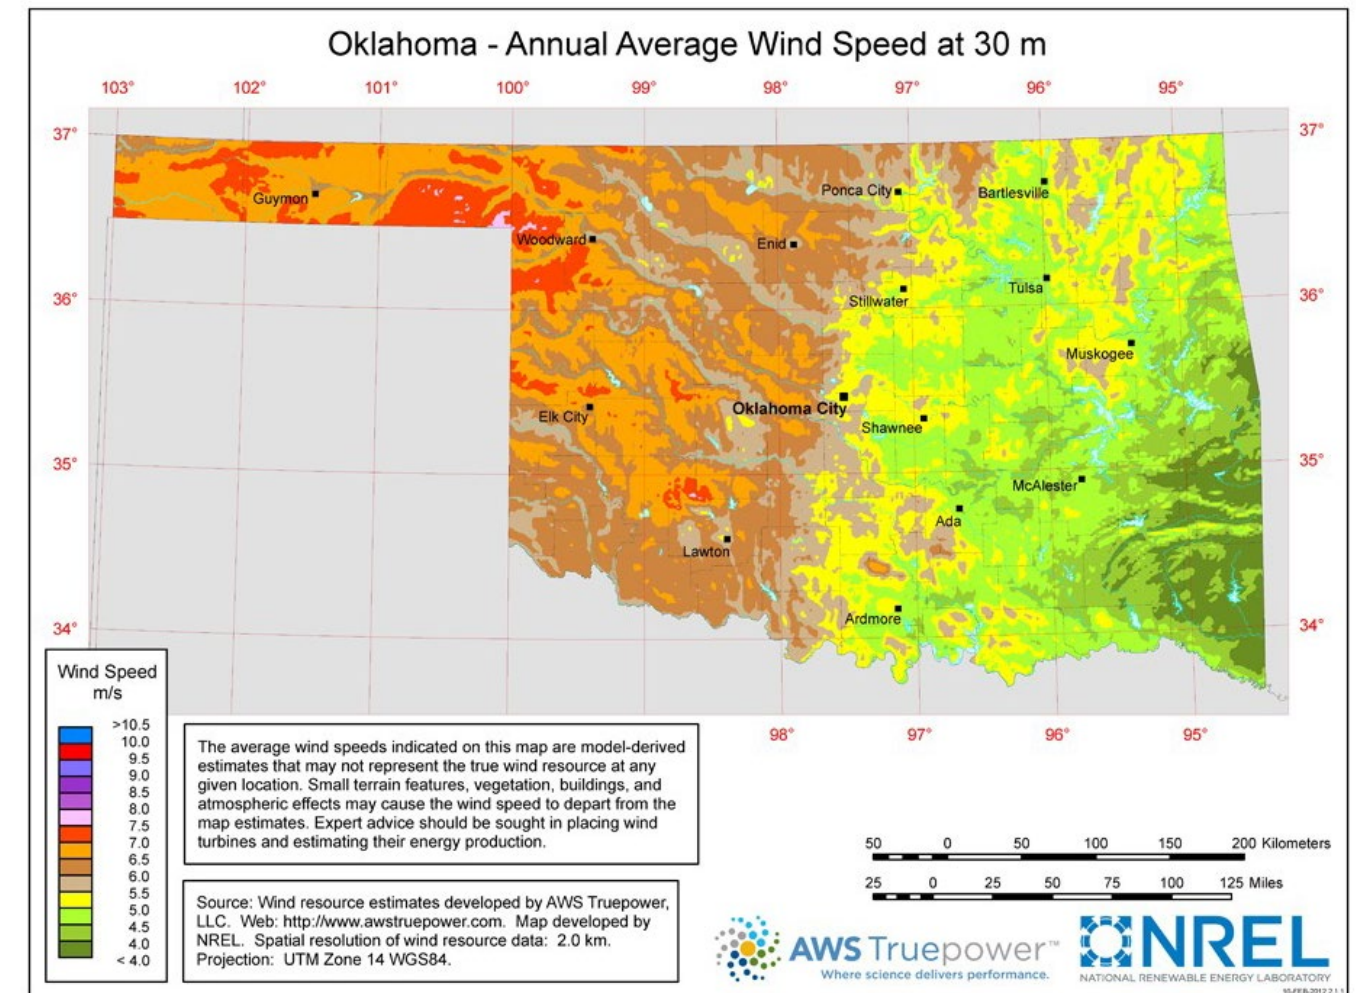 Oklahoma - Annual Average Wind Speed at 30 m
103° 102° 101° 100° 99° 98° 97° 96° 95°
37° 37°
Ponca City Bartlesville
Guymon
Woodward Enid
Tulsa
36° 36°
Stillwater
Muskogee
Oklahoma City
Elk City
Shawnee
35° 35°
McAlester
Ada
Lawton
Ardmore
34° 34°
98° 97° 96° 95°
Wind Speed
m/s
>10.5
10.0
9.5
9.0
8.5
8.0
7.5
7.0
6.5
6.0
5.5
5.0
4.5
4.0
< 4.0
The average wind speeds indicated on this map are model-derived
estimates that may not represent the true wind resource at any
given location. Small terrain features, vegetation, buildings, and
atmospheric effects may cause the wind speed to depart from the
map estimates. Expert advice should be sought in placing wind
turbines and estimating their energy production.
Source: Wind resource estimates developed by AWS Truepower,
LLC. Web: http://www.awstruepower.com. Map developed by
NREL. Spatial resolution of wind resource data: 2.0 km.
Projection: UTM Zone 14 WGS84.
50 0 50 100 150 200 Kilometers
25 0 25 50 75 100 125 Miles
AWS Truepower™
Where science delivers performance.
NREL
NATIONAL RENEWABLE ENERGY LABORATORY